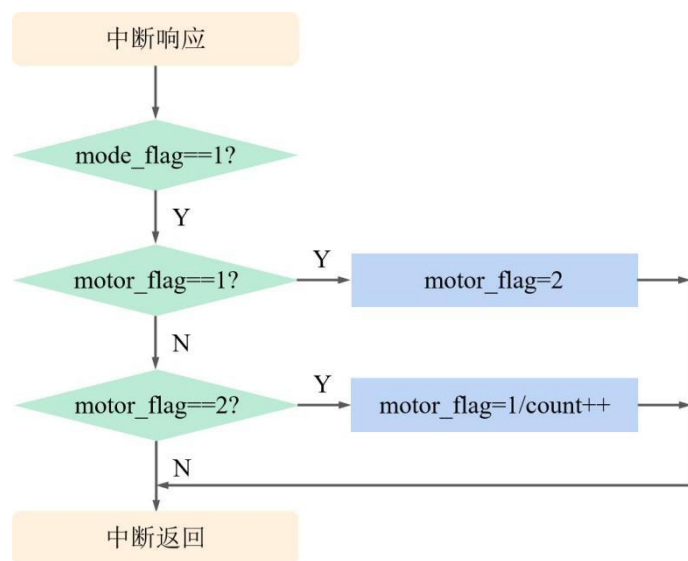 中断响应
mode_flag==1?
Y
motor_flag==1?
Y
motor_flag=2
N
motor_flag==2?
Y
motor_flag=1/count++
N
中断返回